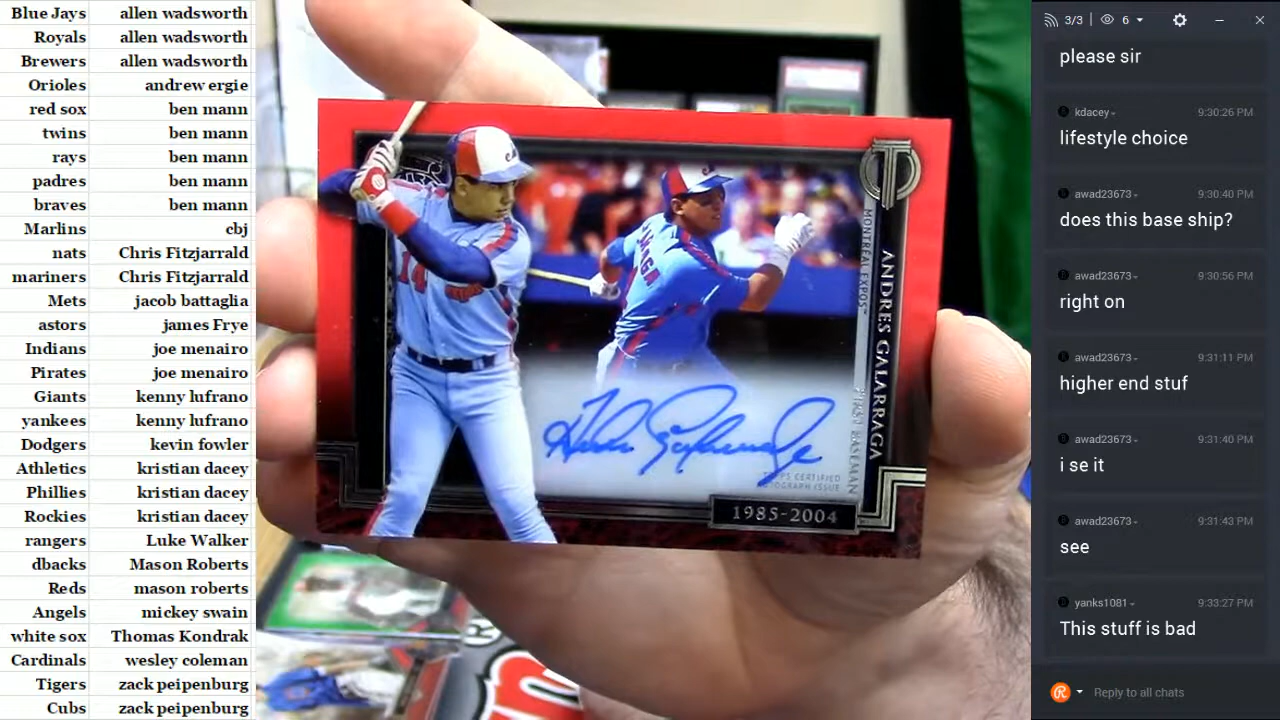 Blue Jays allen wadsworth
Royals allen wadsworth
Brewers allen wadsworth
Orioles andrew ergie
red sox ben mann
twins ben mann
rays ben mann
padres ben mann
braves ben mann
Marlins cbj
nats Chris Fitzjarrald
mariners Chris Fitzjarrald
Mets jacob battaglia
astors james Frye
Indians joe menairo
Pirates joe menairo
Giants kenny lufrano
yankees kenny lufrano
Dodgers kevin fowler
Athletics kristian dacey
Phillies kristian dacey
Rockies kristian dacey
rangers Luke Walker
dbacks Mason Roberts
Reds mason roberts
Angels mickey swain
white sox Thomas Kondrak
Cardinals wesley coleman
Tigers zack peipenburg
Cubs zack peipenburg
14
MONTREAL EXPOS
ANDRES GALARRAGA
FIRST BASEMAN
TOPPS CERTIFIED
AUTOGRAPH ISSUE
1985-2004
3/3 6
please sir
kdacey 9:30:26 PM
lifestyle choice
awad23673 9:30:40 PM
does this base ship?
awad23673 9:30:56 PM
right on
awad23673 9:31:11 PM
higher end stuf
awad23673 9:31:40 PM
i se it
awad23673 9:31:43 PM
see
yanks1081 9:33:27 PM
This stuff is bad
Reply to all chats